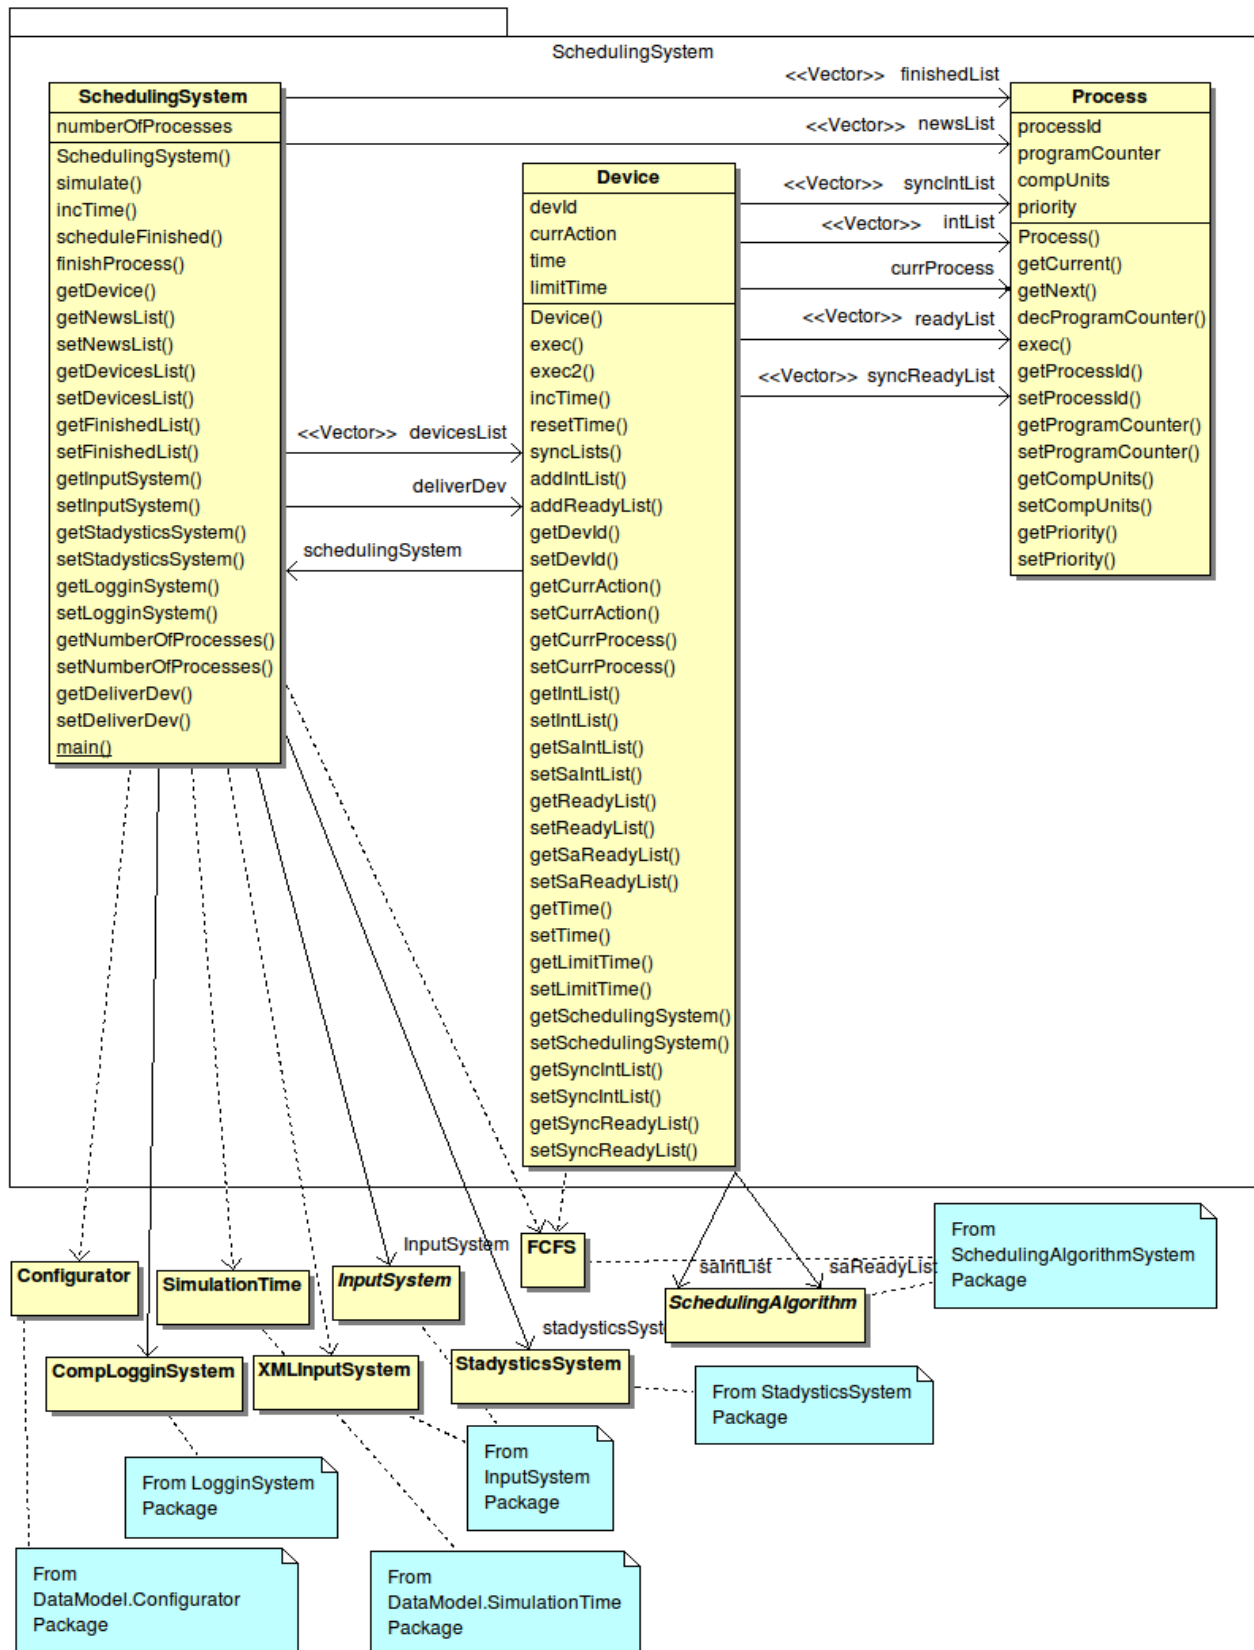 SchedulingSystem
SchedulingSystem
numberOfProcesses
SchedulingSystem()
simulate()
incTime()
scheduleFinished()
finishProcess()
getDevice()
getNewsList()
setNewsList()
getDevicesList()
setDevicesList()
getFinishedList()
setFinishedList()
getInputSystem()
setInputSystem()
getStadysticsSystem()
setStadysticsSystem()
getLogginSystem()
setLogginSystem()
getNumberOfProcesses()
setNumberOfProcesses()
getDeliverDev()
setDeliverDev()
main()
<<Vector>> finishedList
<<Vector>> newsList
<<Vector>> syncIntList
<<Vector>> intList
currProcess
<<Vector>> readyList
<<Vector>> syncReadyList
<<Vector>> devicesList
deliverDev
schedulingSystem
Device
devId
currAction
time
limitTime
Device()
exec()
exec2()
incTime()
resetTime()
syncLists()
addIntList()
addReadyList()
getDevId()
setDevId()
getCurrAction()
setCurrAction()
getCurrProcess()
setCurrProcess()
getIntList()
setIntList()
getSaIntList()
setSaIntList()
getReadyList()
setReadyList()
getSaReadyList()
setSaReadyList()
getTime()
setTime()
getLimitTime()
setLimitTime()
getSchedulingSystem()
setSchedulingSystem()
getSyncIntList()
setSyncIntList()
getSyncReadyList()
setSyncReadyList()
Process
processId
programCounter
compUnits
priority
Process()
getCurrent()
getNext()
decProgramCounter()
exec()
getProcessId()
setProcessId()
getProgramCounter()
setProgramCounter()
getCompUnits()
setCompUnits()
getPriority()
setPriority()
Configurator
SimulationTime
InputSystem
InputSystem
FCFS
saIntList
saReadyList
SchedulingAlgorithm
From
SchedulingAlgorithmSystem
Package
CompLogginSystem
XMLInputSystem
stadysticsSyste
StadysticsSystem
From StadysticsSystem
Package
From LogginSystem
Package
From
InputSystem
Package
From
DataModel.Configurator
Package
From
DataModel.SimulationTime
Package